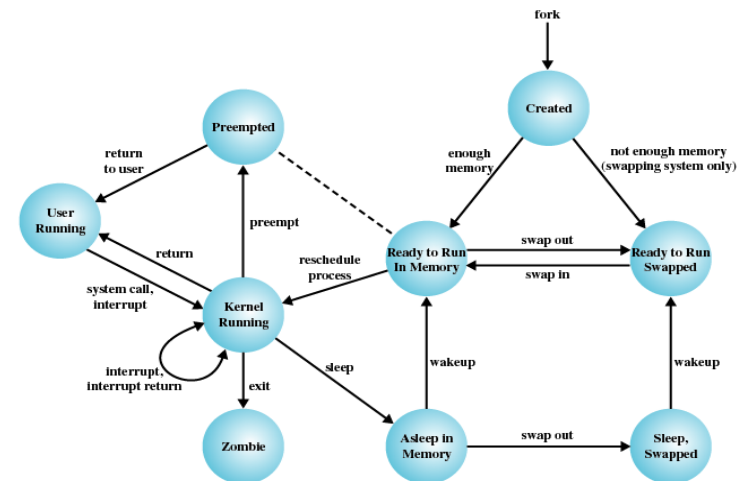 fork
Created
Preempted
return
to user
enough
memory
not enough memory
(swapping system only)
User
Running
preempt
return
reschedule
process
Ready to Run
In Memory
swap out
swap in
Ready to Run
Swapped
system call,
interrupt
Kernel
Running
interrupt,
interrupt return
sleep
wakeup
wakeup
exit
Zombie
Asleep in
Memory
swap out
Sleep,
Swapped